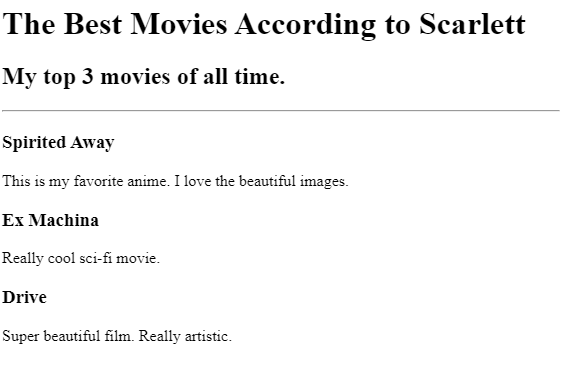 The Best Movies According to Scarlett
My top 3 movies of all time.
Spirited Away
This is my favorite anime. I love the beautiful images.
Ex Machina
Really cool sci-fi movie.
Drive
Super beautiful film. Really artistic.